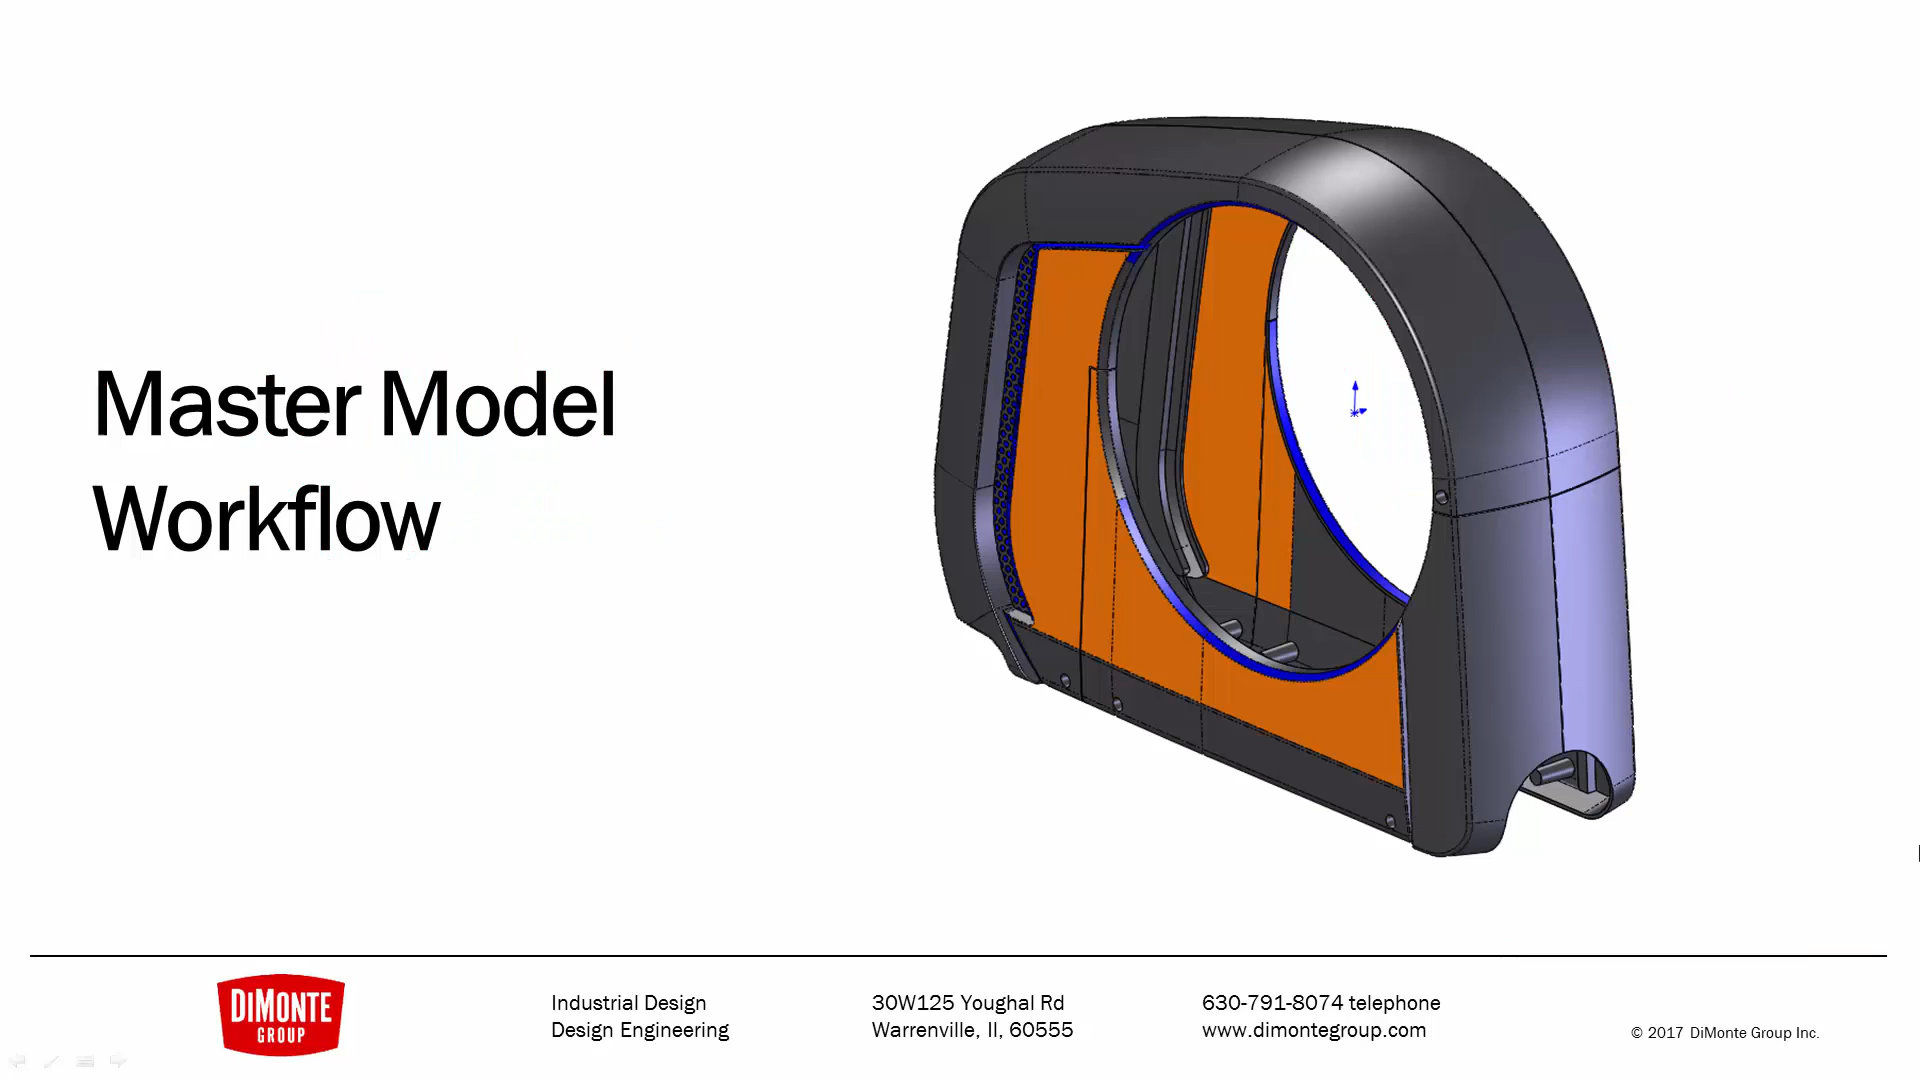 Master Model
Workflow
DIMONTE
GROUP
Industrial Design
Design Engineering
30W125 Youghal Rd
Warrenville, Il, 60555
630-791-8074 telephone
www.dimontegroup.com
© 2017 DiMonte Group Inc.